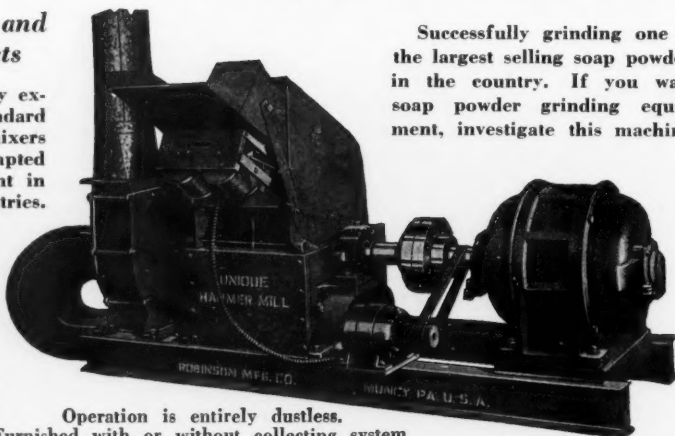 and
ts
y ex-
ndard
ixers
apted
nt in
tries.
Successfully grinding one
the largest selling soap powde
in the country. If you wa
soap powder grinding equ
ment, investigate this machin
UNIQUE
HAMMER MILL
ROBINSON MFG. CO. MUNCY PA. U.S.A.
Operation is entirely dustless.
Furnished with or without collecting system